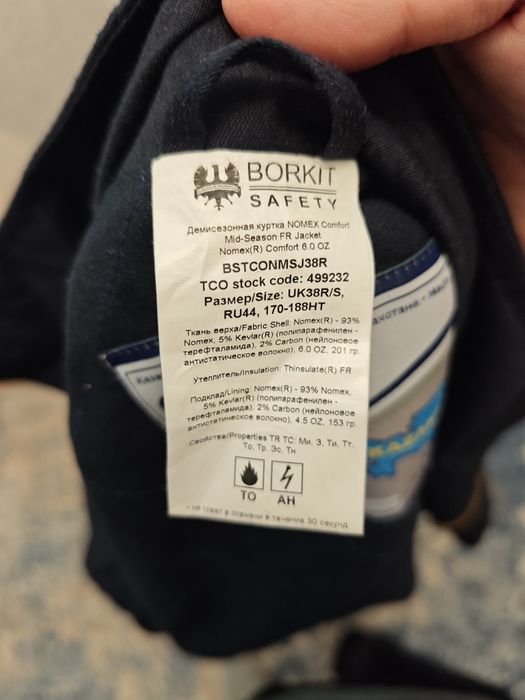 BORKIT
SAFETY
Демисезонная куртка NOMEX Comfort
Mid-Season FR Jacket
Nomex(R) Comfort 6.0 OZ
BSTCONMSJ38R
TCO stock code: 499232
Размер/Size: UK38R/S,
RU44, 170-188HT
Ткань верха/Fabric Shell: Nomex(R) - 93%
Nomex, 5% Kevlar(R) (полипарафенилен -
терефталамида), 2% Carbon (нейлоновое
антистатическое волокно), 6.0 OZ, 201 гр.
Утеплитель/Insulation: Thinsulate(R) FR
Подклад/Lining: Nomex(R) - 93% Nomex,
5% Kevlar(R) (полипарафенилен -
терефталамида), 2% Carbon (нейлоновое
антистатическое волокно), 4.5 OZ, 153 гр.
Свойства/Properties TR TC: Ми, З, Ти, Тт,
То, Тр, Эс, Тн
ТО АН
- не тлеет в пламени в течение 30 секунд
Каза
ахстана -